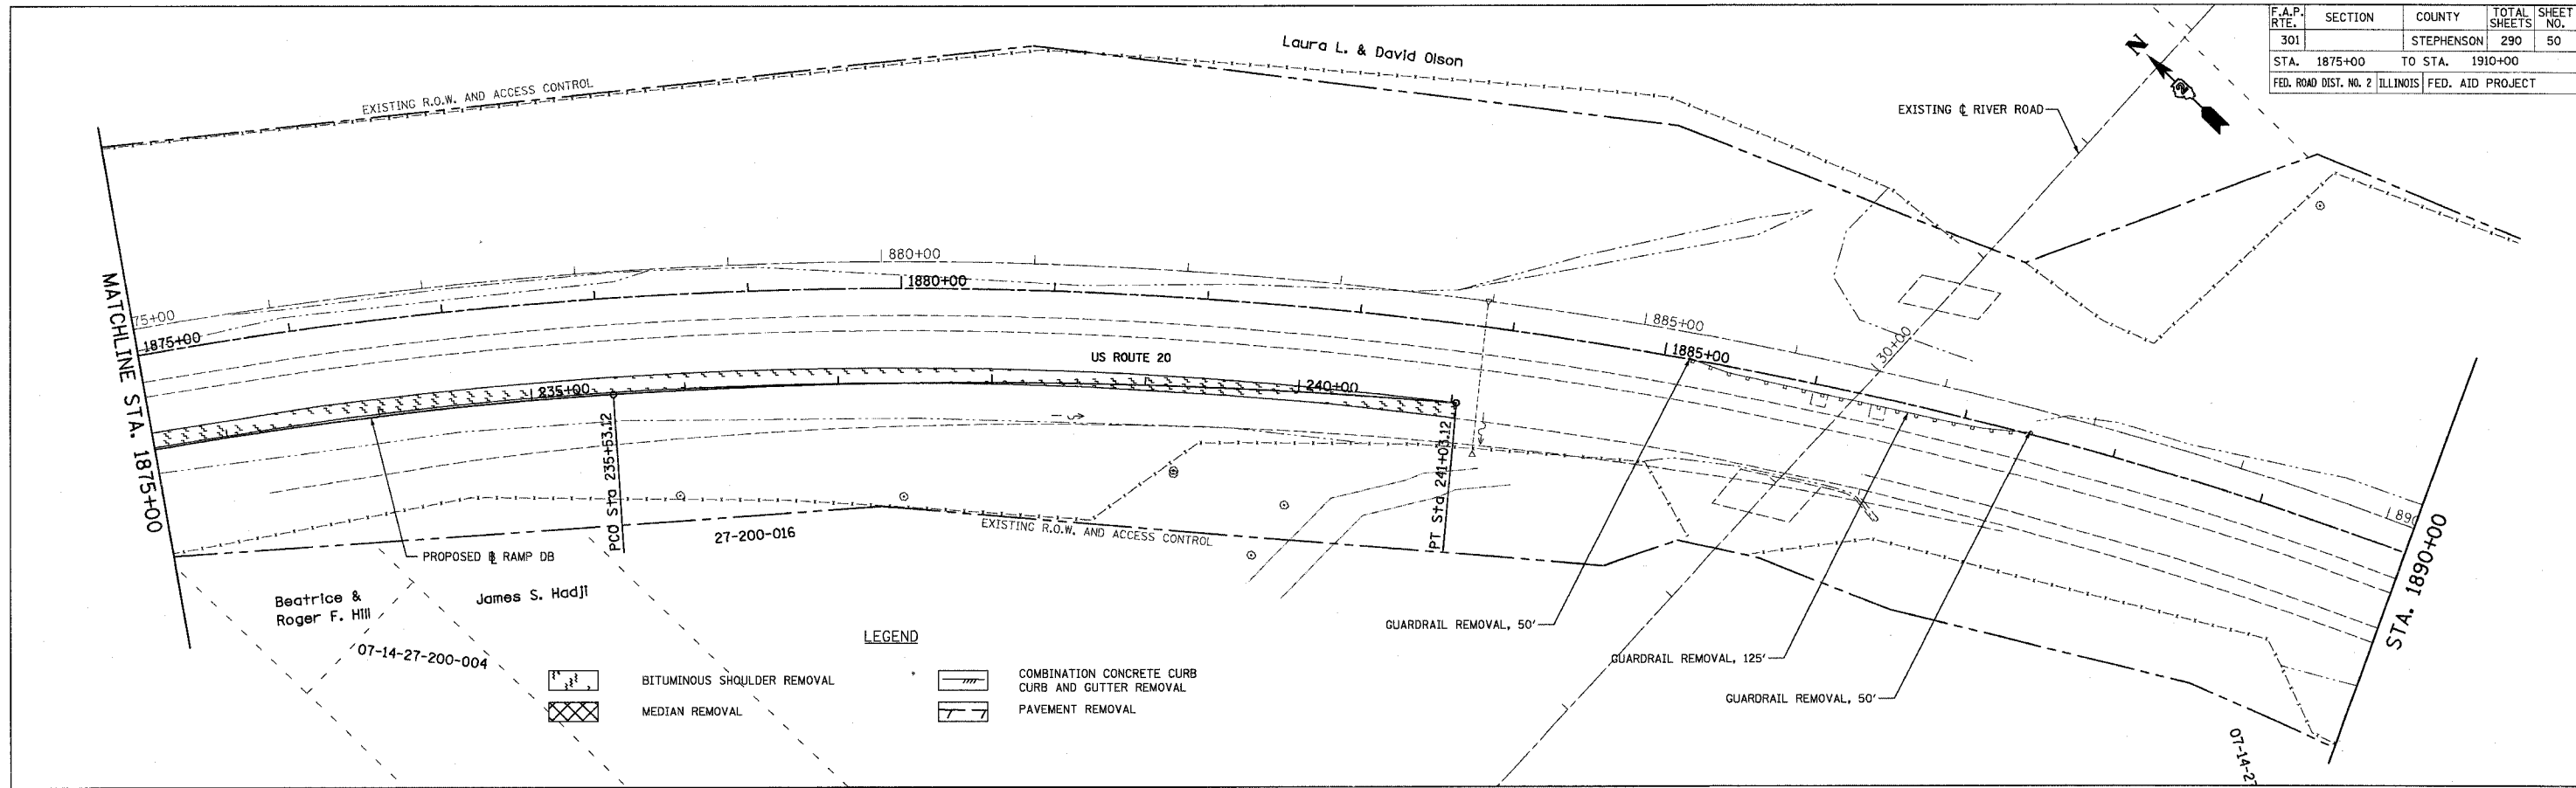 F.A.P. RTE. SECTION COUNTY TOTAL SHEETS SHEET NO.
301 STEPHENSON 290 50
STA. 1875+00 TO STA. 1910+00
FED. ROAD DIST. NO. 2 ILLINOIS FED. AID PROJECT
N
2
Laura L. & David Olson
EXISTING R.O.W. AND ACCESS CONTROL
EXISTING ℄ RIVER ROAD
MATCHLINE STA. 1875+00
75+00
880+00
885+00
890
1875+00
1880+00
1885+00
30+00
US ROUTE 20
235+00
240+00
PCC Sta 235+53.12
PT Sta. 241+03.12
27-200-016
EXISTING R.O.W. AND ACCESS CONTROL
PROPOSED ℄ RAMP DB
Beatrice &
Roger F. Hill
James S. Hadji
07-14-27-200-004
GUARDRAIL REMOVAL, 50'
GUARDRAIL REMOVAL, 125'
GUARDRAIL REMOVAL, 50'
STA. 1890+00
07-14-27
LEGEND
BITUMINOUS SHOULDER REMOVAL
MEDIAN REMOVAL
COMBINATION CONCRETE CURB
CURB AND GUTTER REMOVAL
PAVEMENT REMOVAL